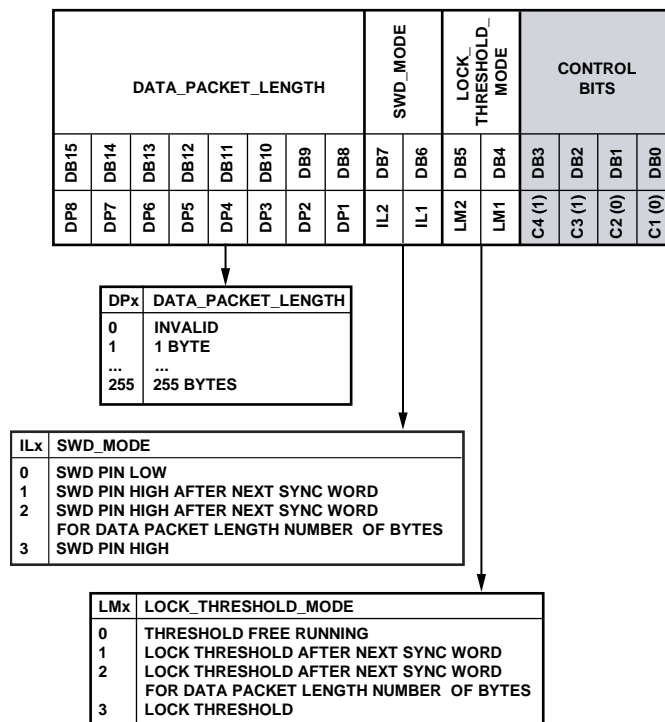 DATA_PACKET_LENGTH
SWD_MODE
LOCK_
THRESHOLD_
MODE
CONTROL
BITS
DB15 DB14 DB13 DB12 DB11 DB10 DB9 DB8 DB7 DB6 DB5 DB4 DB3 DB2 DB1 DB0
DP8 DP7 DP6 DP5 DP4 DP3 DP2 DP1 IL2 IL1 LM2 LM1 C4 (1) C3 (1) C2 (0) C1 (0)
DPx DATA_PACKET_LENGTH
0 INVALID
1 1 BYTE
... ...
255 255 BYTES
ILx SWD_MODE
0 SWD PIN LOW
1 SWD PIN HIGH AFTER NEXT SYNC WORD
2 SWD PIN HIGH AFTER NEXT SYNC WORD
FOR DATA PACKET LENGTH NUMBER OF BYTES
3 SWD PIN HIGH
LMx LOCK_THRESHOLD_MODE
0 THRESHOLD FREE RUNNING
1 LOCK THRESHOLD AFTER NEXT SYNC WORD
2 LOCK THRESHOLD AFTER NEXT SYNC WORD
FOR DATA PACKET LENGTH NUMBER OF BYTES
3 LOCK THRESHOLD